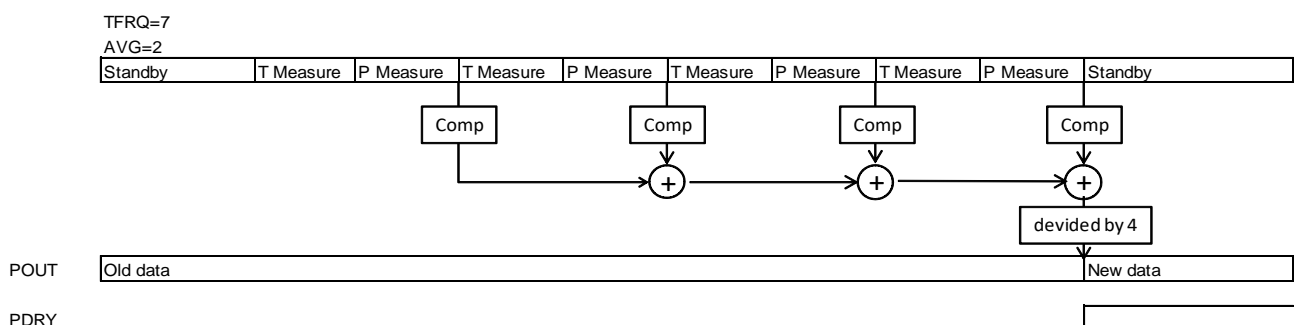 TFRQ=7
AVG=2
Standby T Measure P Measure T Measure P Measure T Measure P Measure T Measure P Measure Standby
Comp Comp Comp Comp
+ + +
devided by 4
POUT Old data New data
PDRY